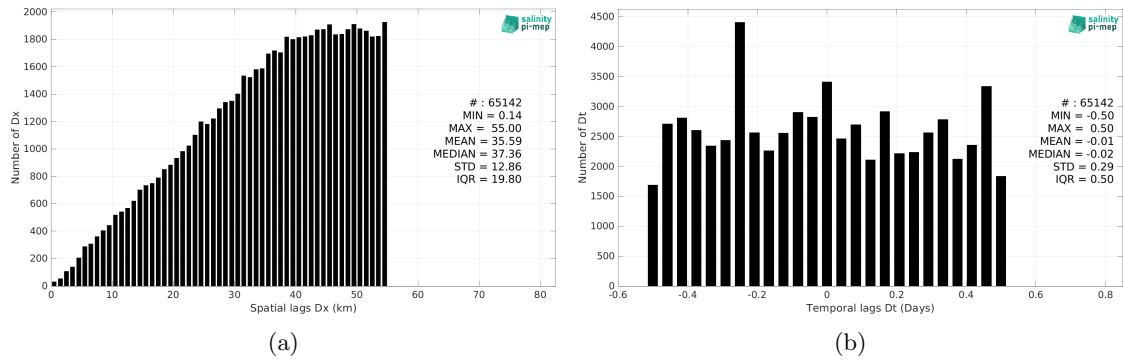 2000
1800
1600
1400
1200
1000
800
600
400
200
0
Number of Dx
0 10 20 30 40 50 60 70 80
Spatial lags Dx (km)
salinity
pi-mep
# : 65142
MIN = 0.14
MAX = 55.00
MEAN = 35.59
MEDIAN = 37.36
STD = 12.86
IQR = 19.80
(a)
4500
4000
3500
3000
2500
2000
1500
1000
500
0
Number of Dt
-0.6 -0.4 -0.2 0 0.2 0.4 0.6 0.8
Temporal lags Dt (Days)
salinity
pi-mep
# : 65142
MIN = -0.50
MAX = 0.50
MEAN = -0.01
MEDIAN = -0.02
STD = 0.29
IQR = 0.50
(b)